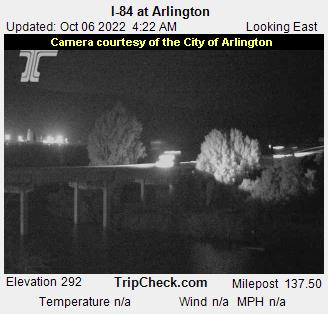 I-84 at Arlington
Updated: Oct 06 2022 4:22 AM Looking East
Camera courtesy of the City of Arlington
Elevation 292 TripCheck.com Milepost 137.50
Temperature n/a Wind n/a MPH n/a